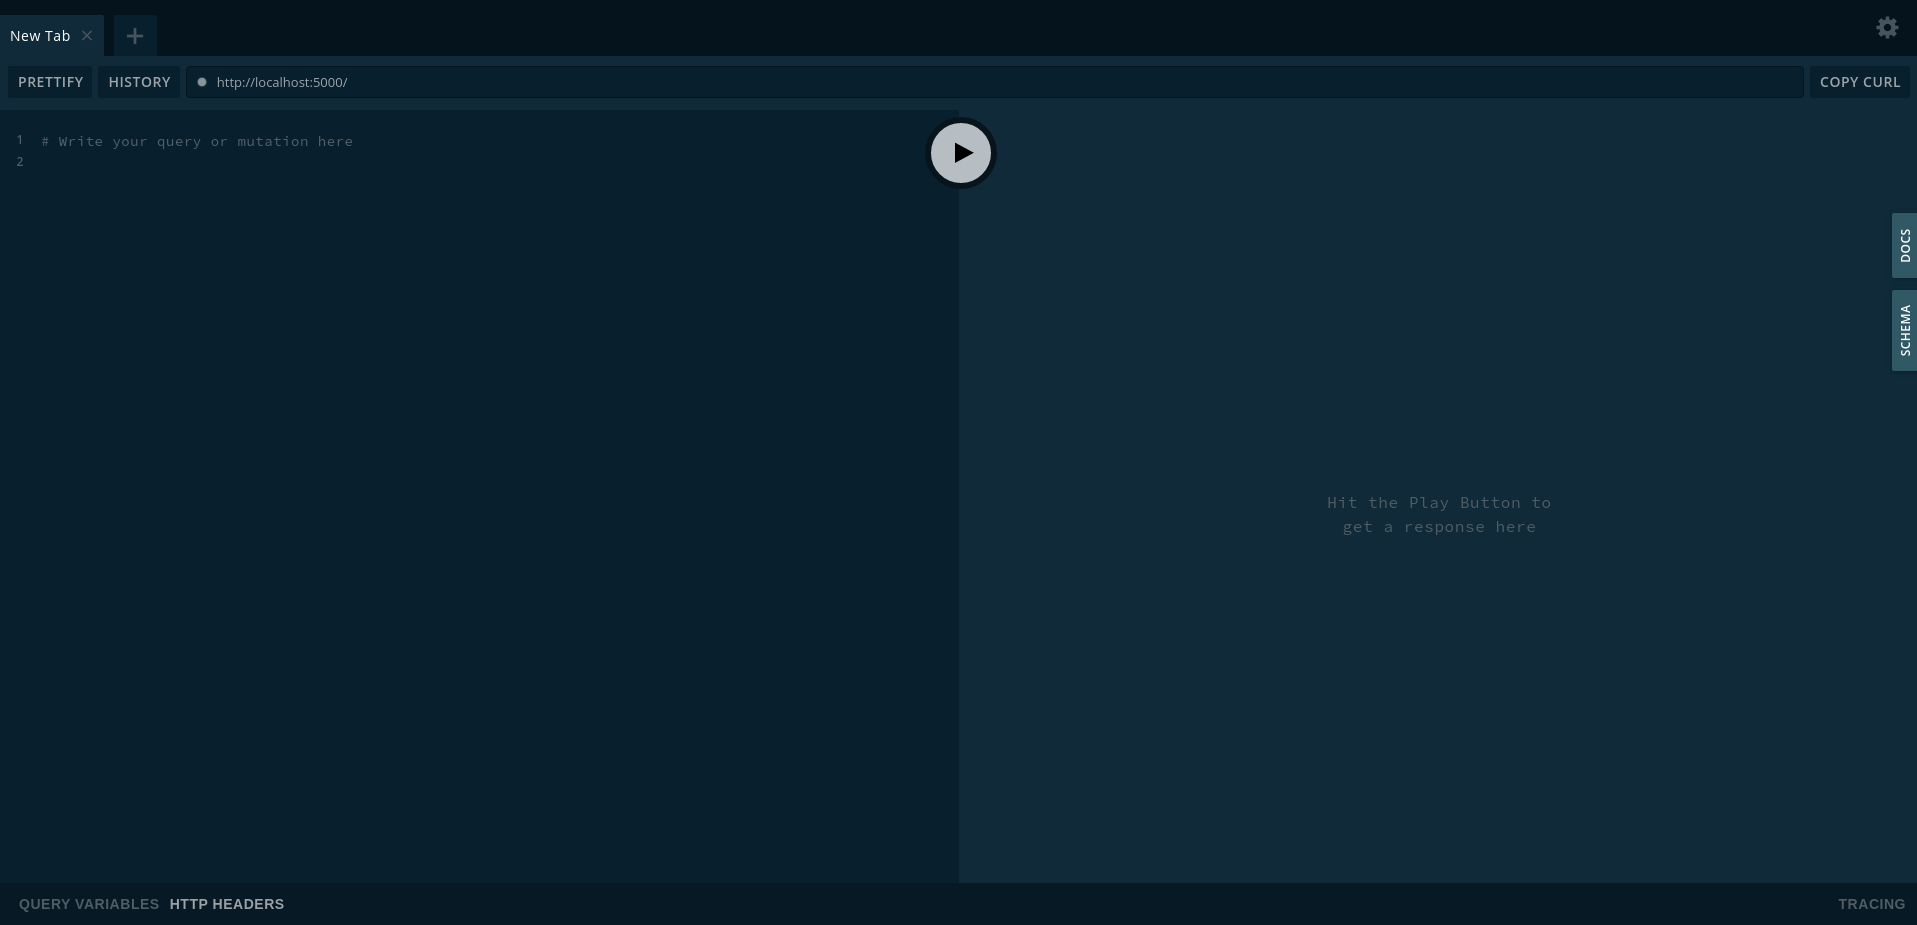 New Tab
PRETTIFY
HISTORY
http://localhost:5000/
COPY CURL
1 # Write your query or mutation here
2
DOCS
SCHEMA
Hit the Play Button to
get a response here
QUERY VARIABLES
HTTP HEADERS
TRACING